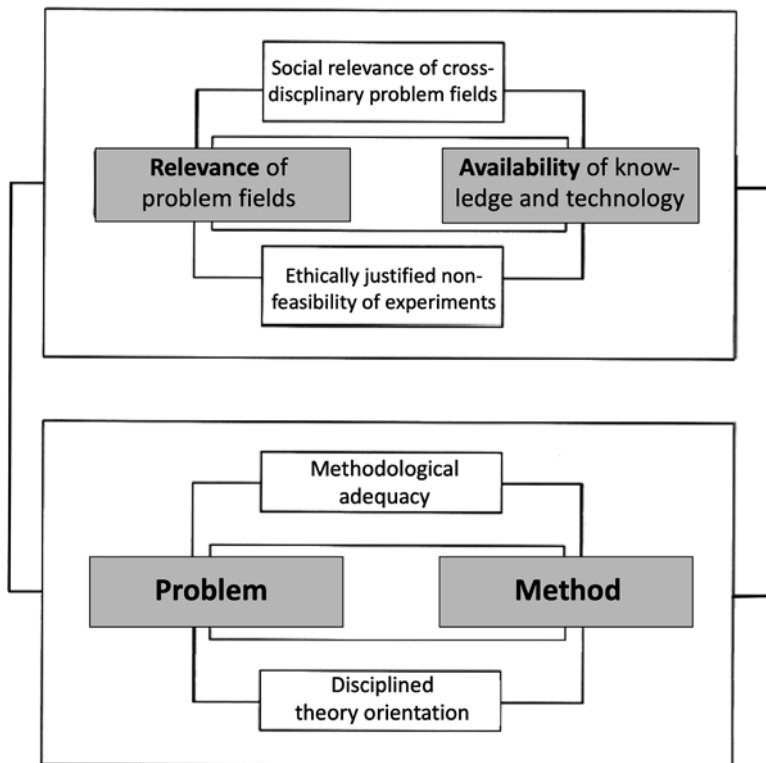 Social relevance of cross-
discplinary problem fields
Relevance of
problem fields
Availability of know-
ledge and technology
Ethically justified non-
feasibility of experiments
Methodological
adequacy
Problem
Method
Disciplined
theory orientation